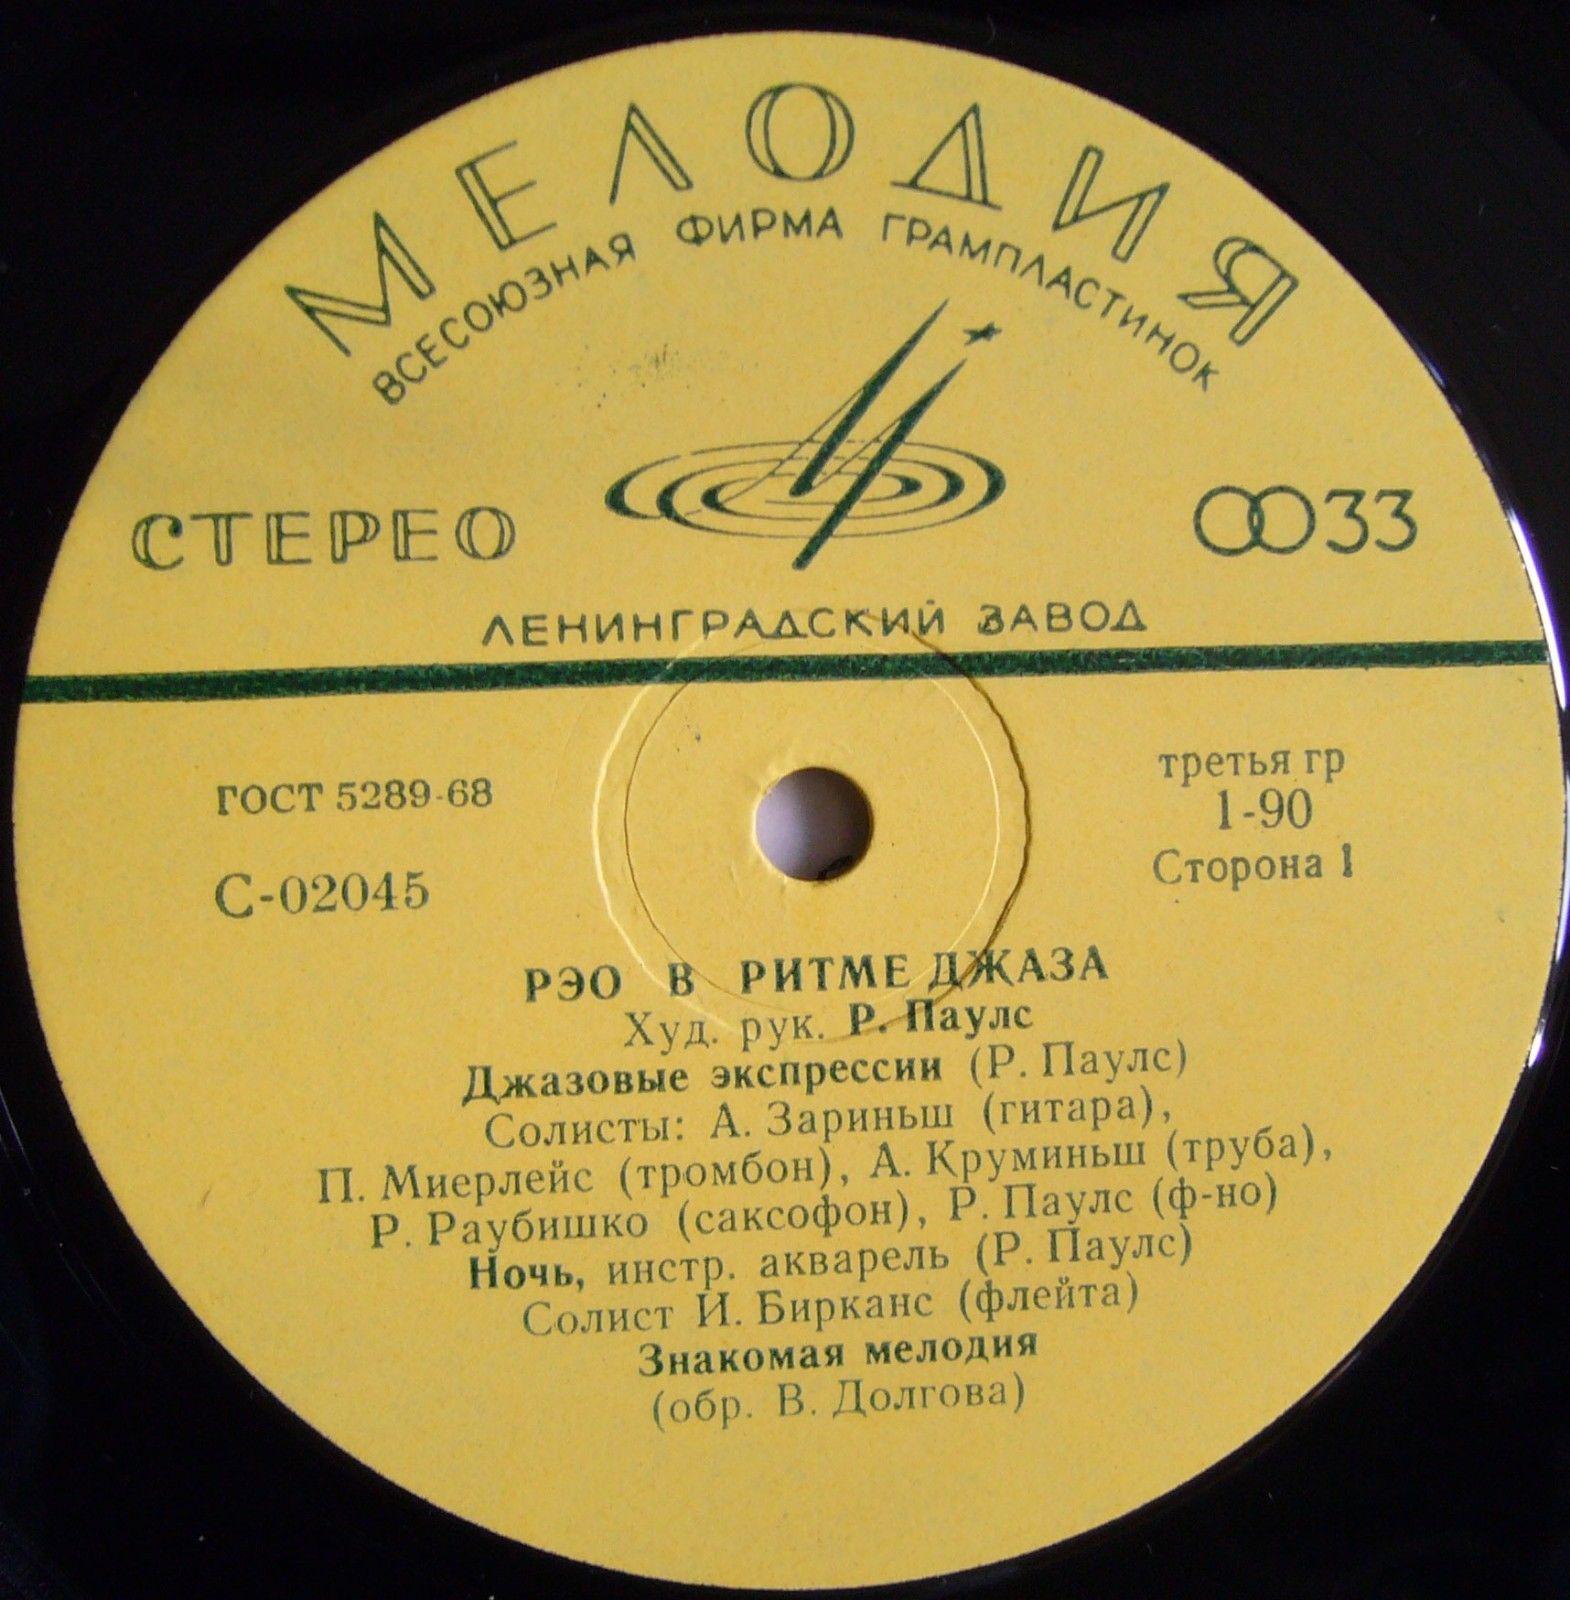 МЕЛОДИЯ
ВСЕСОЮЗНАЯ ФИРМА ГРАМПЛАСТИНОК
СТЕРЕО
33
ЛЕНИНГРАДСКИЙ ЗАВОД
ГОСТ 5289-68
третья гр
1-90
С-02045
Сторона 1
РЭО В РИТМЕ ДЖАЗА
Худ. рук. Р. Паулс
Джазовые экспрессии (Р. Паулс)
Солисты: А. Зариньш (гитара),
П. Миерлейс (тромбон), А. Круминьш (труба),
Р. Раубишко (саксофон), Р. Паулс (ф-но)
Ночь, инстр. акварель (Р. Паулс)
Солист И. Бирканс (флейта)
Знакомая мелодия
(обр. В. Долгова)